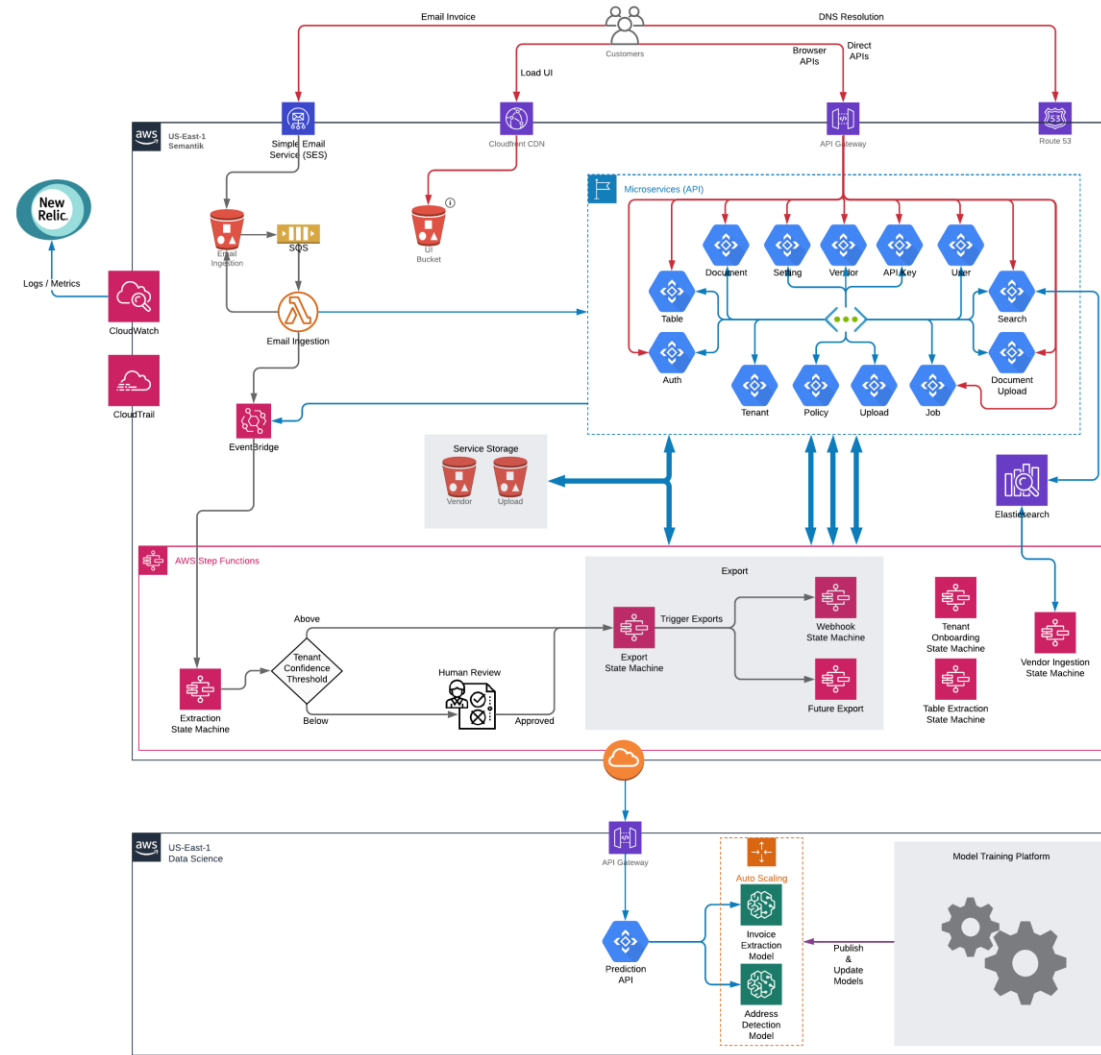 Email Invoice
DNS Resolution
Customers
Browser
APIs
Direct
APIs
Load UI
aws
US-East-1
Semantik
Simple Email
Service (SES)
Cloudfront CDN
API Gateway
53
Route 53
New
Relic.
Logs / Metrics
CloudWatch
CloudTrail
Email
Ingestion
SQS
UI
Bucket
Email Ingestion
EventBridge
Microservices (API)
Document
Setting
Vendor
API Key
User
Table
Search
Auth
Document
Upload
Tenant
Policy
Upload
Job
Service Storage
Vendor
Upload
Elasticsearch
AWS Step Functions
Extraction
State Machine
Above
Tenant
Confidence
Threshold
Below
Human Review
Approved
Export
Export
State Machine
Trigger Exports
Webhook
State Machine
Future Export
Tenant
Onboarding
State Machine
Table Extraction
State Machine
Vendor Ingestion
State Machine
aws
US-East-1
Data Science
API Gateway
Prediction
API
Auto Scaling
Invoice
Extraction
Model
Address
Detection
Model
Publish
&
Update
Models
Model Training Platform